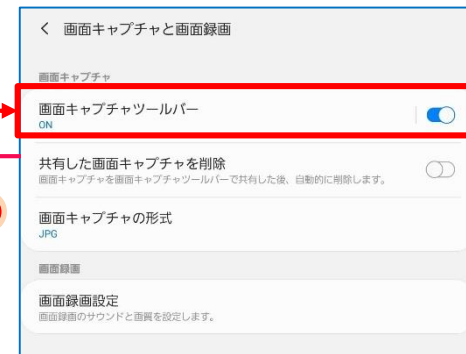 画面キャプチャと画面録画
画面キャプチャ
画面キャプチャツールバー
ON
共有した画面キャプチャを削除
画面キャプチャを画面キャプチャツールバーで共有した後、自動的に削除します。
画面キャプチャの形式
JPG
画面録画
画面録画設定
画面録画のサウンドと画質を設定します。